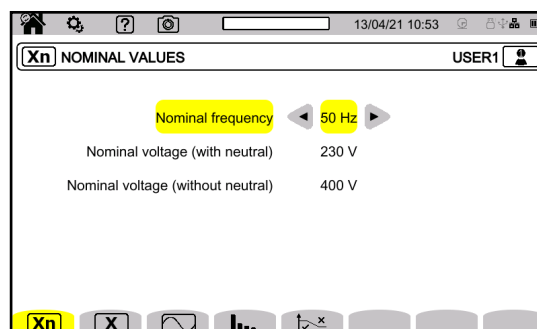 ? 13/04/21 10:53
Xn NOMINAL VALUES USER1
Nominal frequency 50 Hz
Nominal voltage (with neutral) 230 V
Nominal voltage (without neutral) 400 V
Xn X